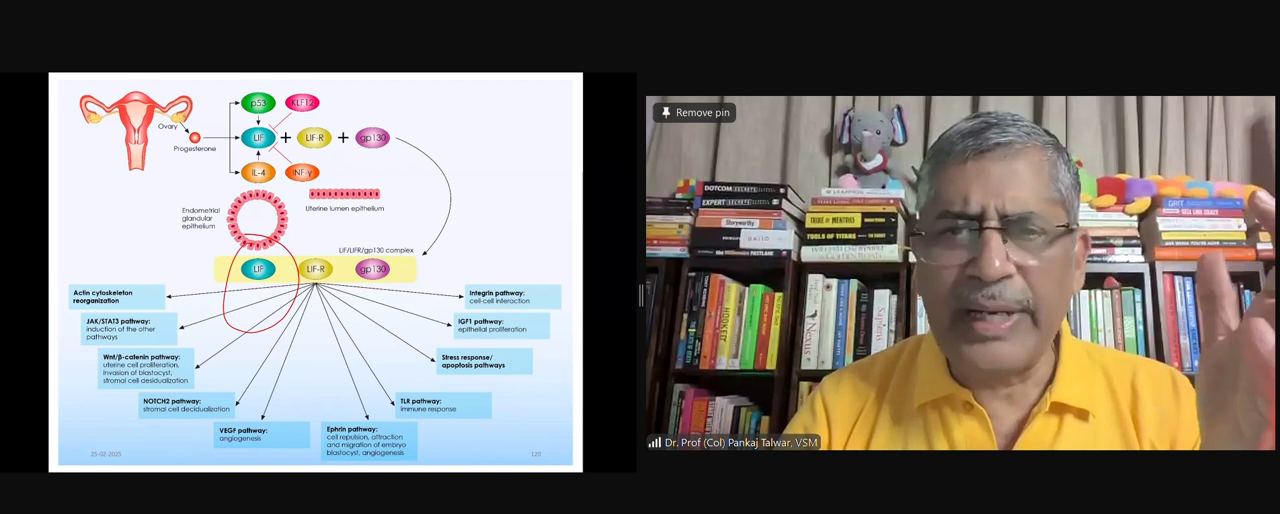 Ovary
Progesterone
p53
KLF12
LIF
+
LIF-R
+
gp130
IL-4
INF-γ
Endometrial
glandular
epithelium
Uterine lumen epithelium
LIF/LIFR/gp130 complex
LIF
LIF-R
gp130
Actin cytoskeleton
reorganization
JAK/STAT3 pathway:
induction of the other
pathways
Wnt/β-catenin pathway:
uterine cell proliferation,
invasion of blastocyst,
stromal cell desidualization
NOTCH2 pathway:
stromal cell decidualization
VEGF pathway:
angiogenesis
Ephrin pathway:
cell repulsion, attraction
and migration of embryo
blastocyst, angiogenesis
TLR pathway:
immune response
Stress response/
apoptosis pathways
IGF1 pathway:
epithelial proliferation
Integrin pathway:
cell-cell interaction
25-02-2025
120
Remove pin
DOTCOM SECRETS
EXPERT SECRETS
Storyworthy
TRIBE OF MENTORS
TOOLS OF TITANS
GRIT
SELL LIKE CRAZY
HOOKED
Nexus
Sapiens
Dr. Prof (Col) Pankaj Talwar, VSM